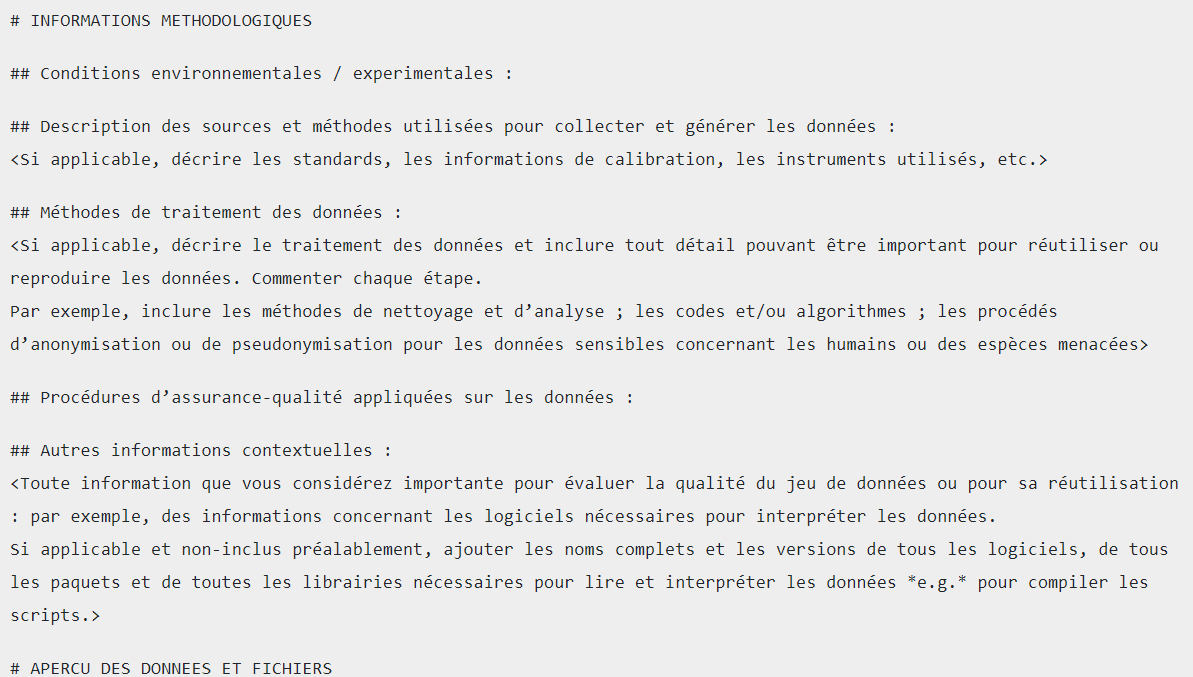 # INFORMATIONS METHODOLOGIQUES
## Conditions environnementales / experimentales :
## Description des sources et méthodes utilisées pour collecter et générer les données :
<Si applicable, décrire les standards, les informations de calibration, les instruments utilisés, etc.>
## Méthodes de traitement des données :
<Si applicable, décrire le traitement des données et inclure tout détail pouvant être important pour réutiliser ou
reproduire les données. Commenter chaque étape.
Par exemple, inclure les méthodes de nettoyage et d’analyse ; les codes et/ou algorithmes ; les procédés
d’anonymisation ou de pseudonymisation pour les données sensibles concernant les humains ou des espèces menacées>
## Procédures d’assurance-qualité appliquées sur les données :
## Autres informations contextuelles :
<Toute information que vous considérez importante pour évaluer la qualité du jeu de données ou pour sa réutilisation
: par exemple, des informations concernant les logiciels nécessaires pour interpréter les données.
Si applicable et non-inclus préalablement, ajouter les noms complets et les versions de tous les logiciels, de tous
les paquets et de toutes les librairies nécessaires pour lire et interpréter les données *e.g.* pour compiler les
scripts.>
# APERCU DES DONNEES ET FICHIERS